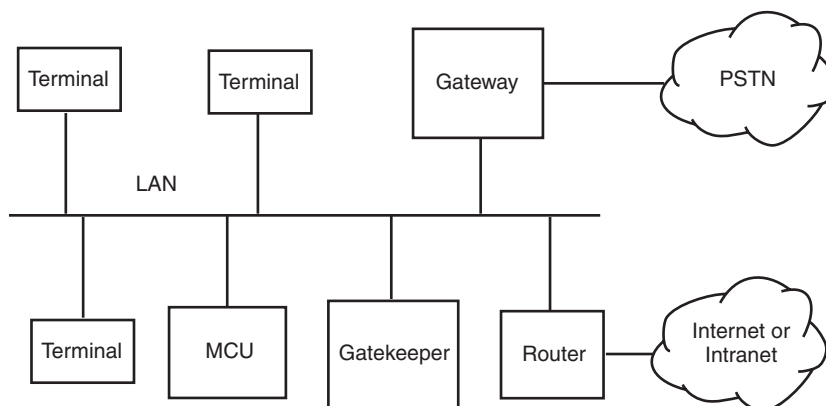 Terminal
Terminal
Gateway
PSTN
LAN
Terminal
MCU
Gatekeeper
Router
Internet or
Intranet